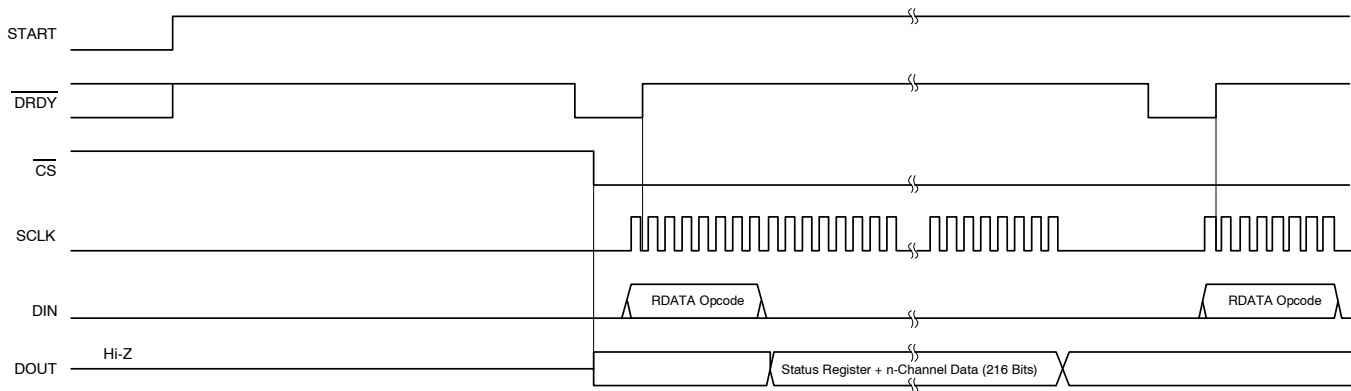 START
DRDY
CS
SCLK
DIN
RDATA Opcode
RDATA Opcode
Hi-Z
DOUT
Status Register + n-Channel Data (216 Bits)